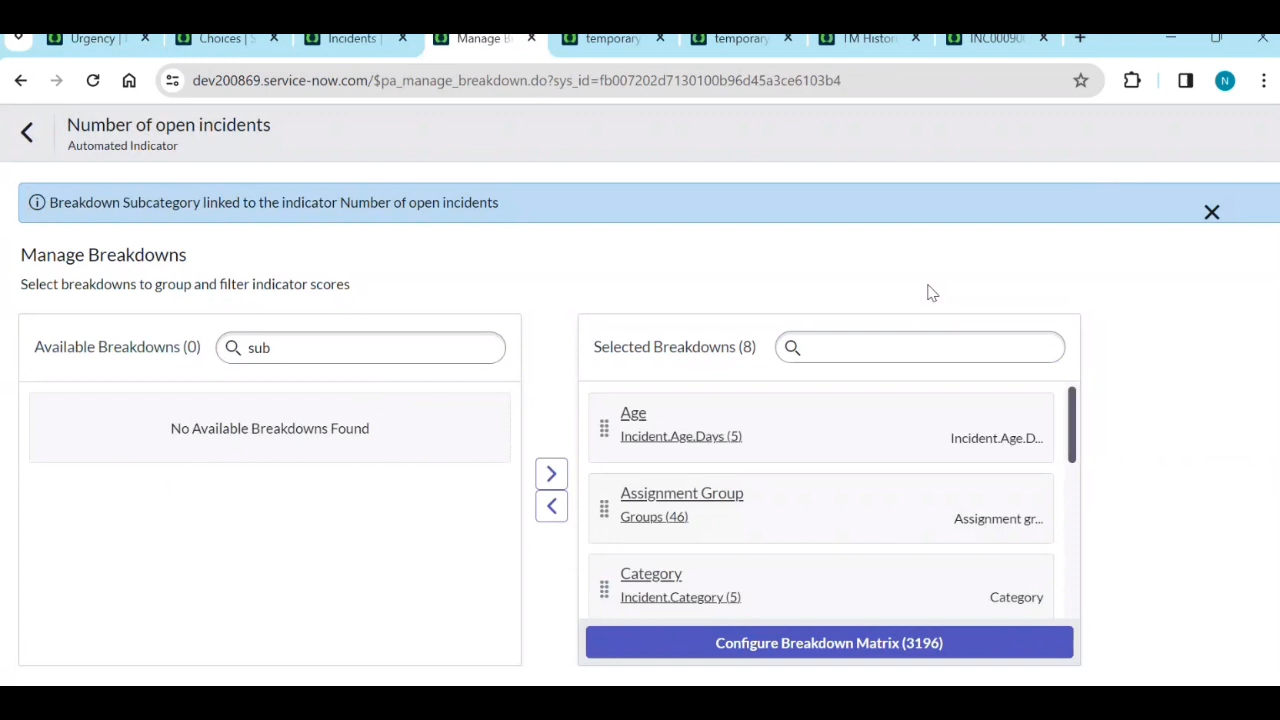 Urgency |
Choices | S
Incidents |
Manage B
temporary
temporary
TM Histor
INC00090
dev200869.service-now.com/$pa_manage_breakdown.do?sys_id=fb007202d7130100b96d45a3ce6103b4
N
Number of open incidents
Automated Indicator
Breakdown Subcategory linked to the indicator Number of open incidents
Manage Breakdowns
Select breakdowns to group and filter indicator scores
Available Breakdowns (0)
sub
No Available Breakdowns Found
Selected Breakdowns (8)
Age
Incident.Age.Days (5)
Incident.Age.D...
Assignment Group
Groups (46)
Assignment gr...
Category
Incident.Category (5)
Category
Configure Breakdown Matrix (3196)